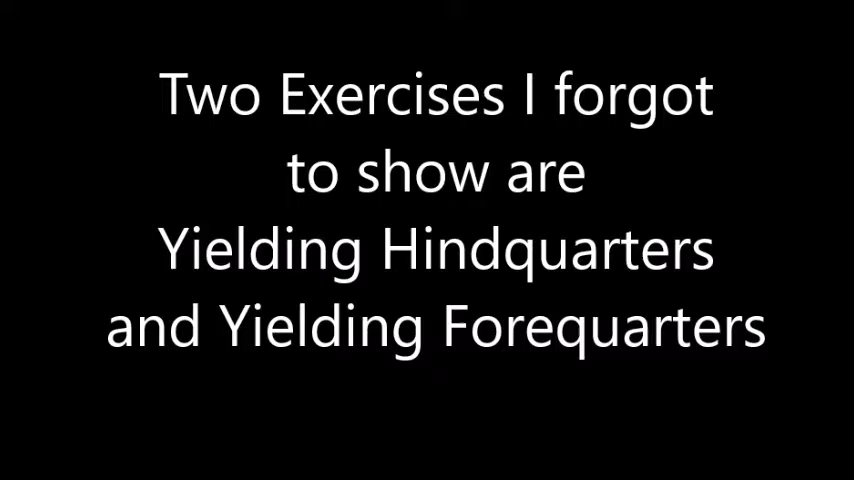 Two Exercises I forgot
to show are
Yielding Hindquarters
and Yielding Forequarters